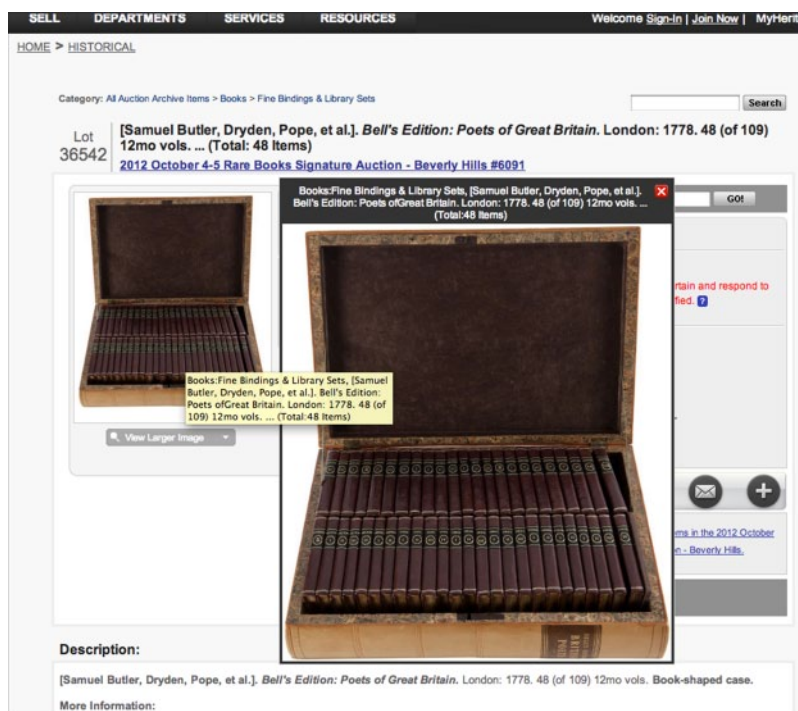 SELL DEPARTMENTS SERVICES RESOURCES Welcome Sign-In | Join Now | MyHerit
HOME > HISTORICAL
Category: All Auction Archive Items > Books > Fine Bindings & Library Sets
Search
Lot
36542
[Samuel Butler, Dryden, Pope, et al.]. Bell's Edition: Poets of Great Britain. London: 1778. 48 (of 109)
12mo vols. ... (Total: 48 Items)
2012 October 4-5 Rare Books Signature Auction - Beverly Hills #6091
Books:Fine Bindings & Library Sets, [Samuel Butler, Dryden, Pope, et al.].
Bell's Edition: Poets ofGreat Britain. London: 1778. 48 (of 109) 12mo vols. ...
(Total:48 Items)
GO!
rtain and respond to
fied. ?
Books:Fine Bindings & Library Sets, [Samuel
Butler, Dryden, Pope, et al.]. Bell's Edition:
Poets ofGreat Britain. London: 1778. 48 (of
109) 12mo vols. ... (Total:48 Items)
View Larger Image
ems in the 2012 October
on - Beverly Hills.
BRITISH
Description:
[Samuel Butler, Dryden, Pope, et al.]. Bell's Edition: Poets of Great Britain. London: 1778. 48 (of 109) 12mo vols. Book-shaped case.
More Information: